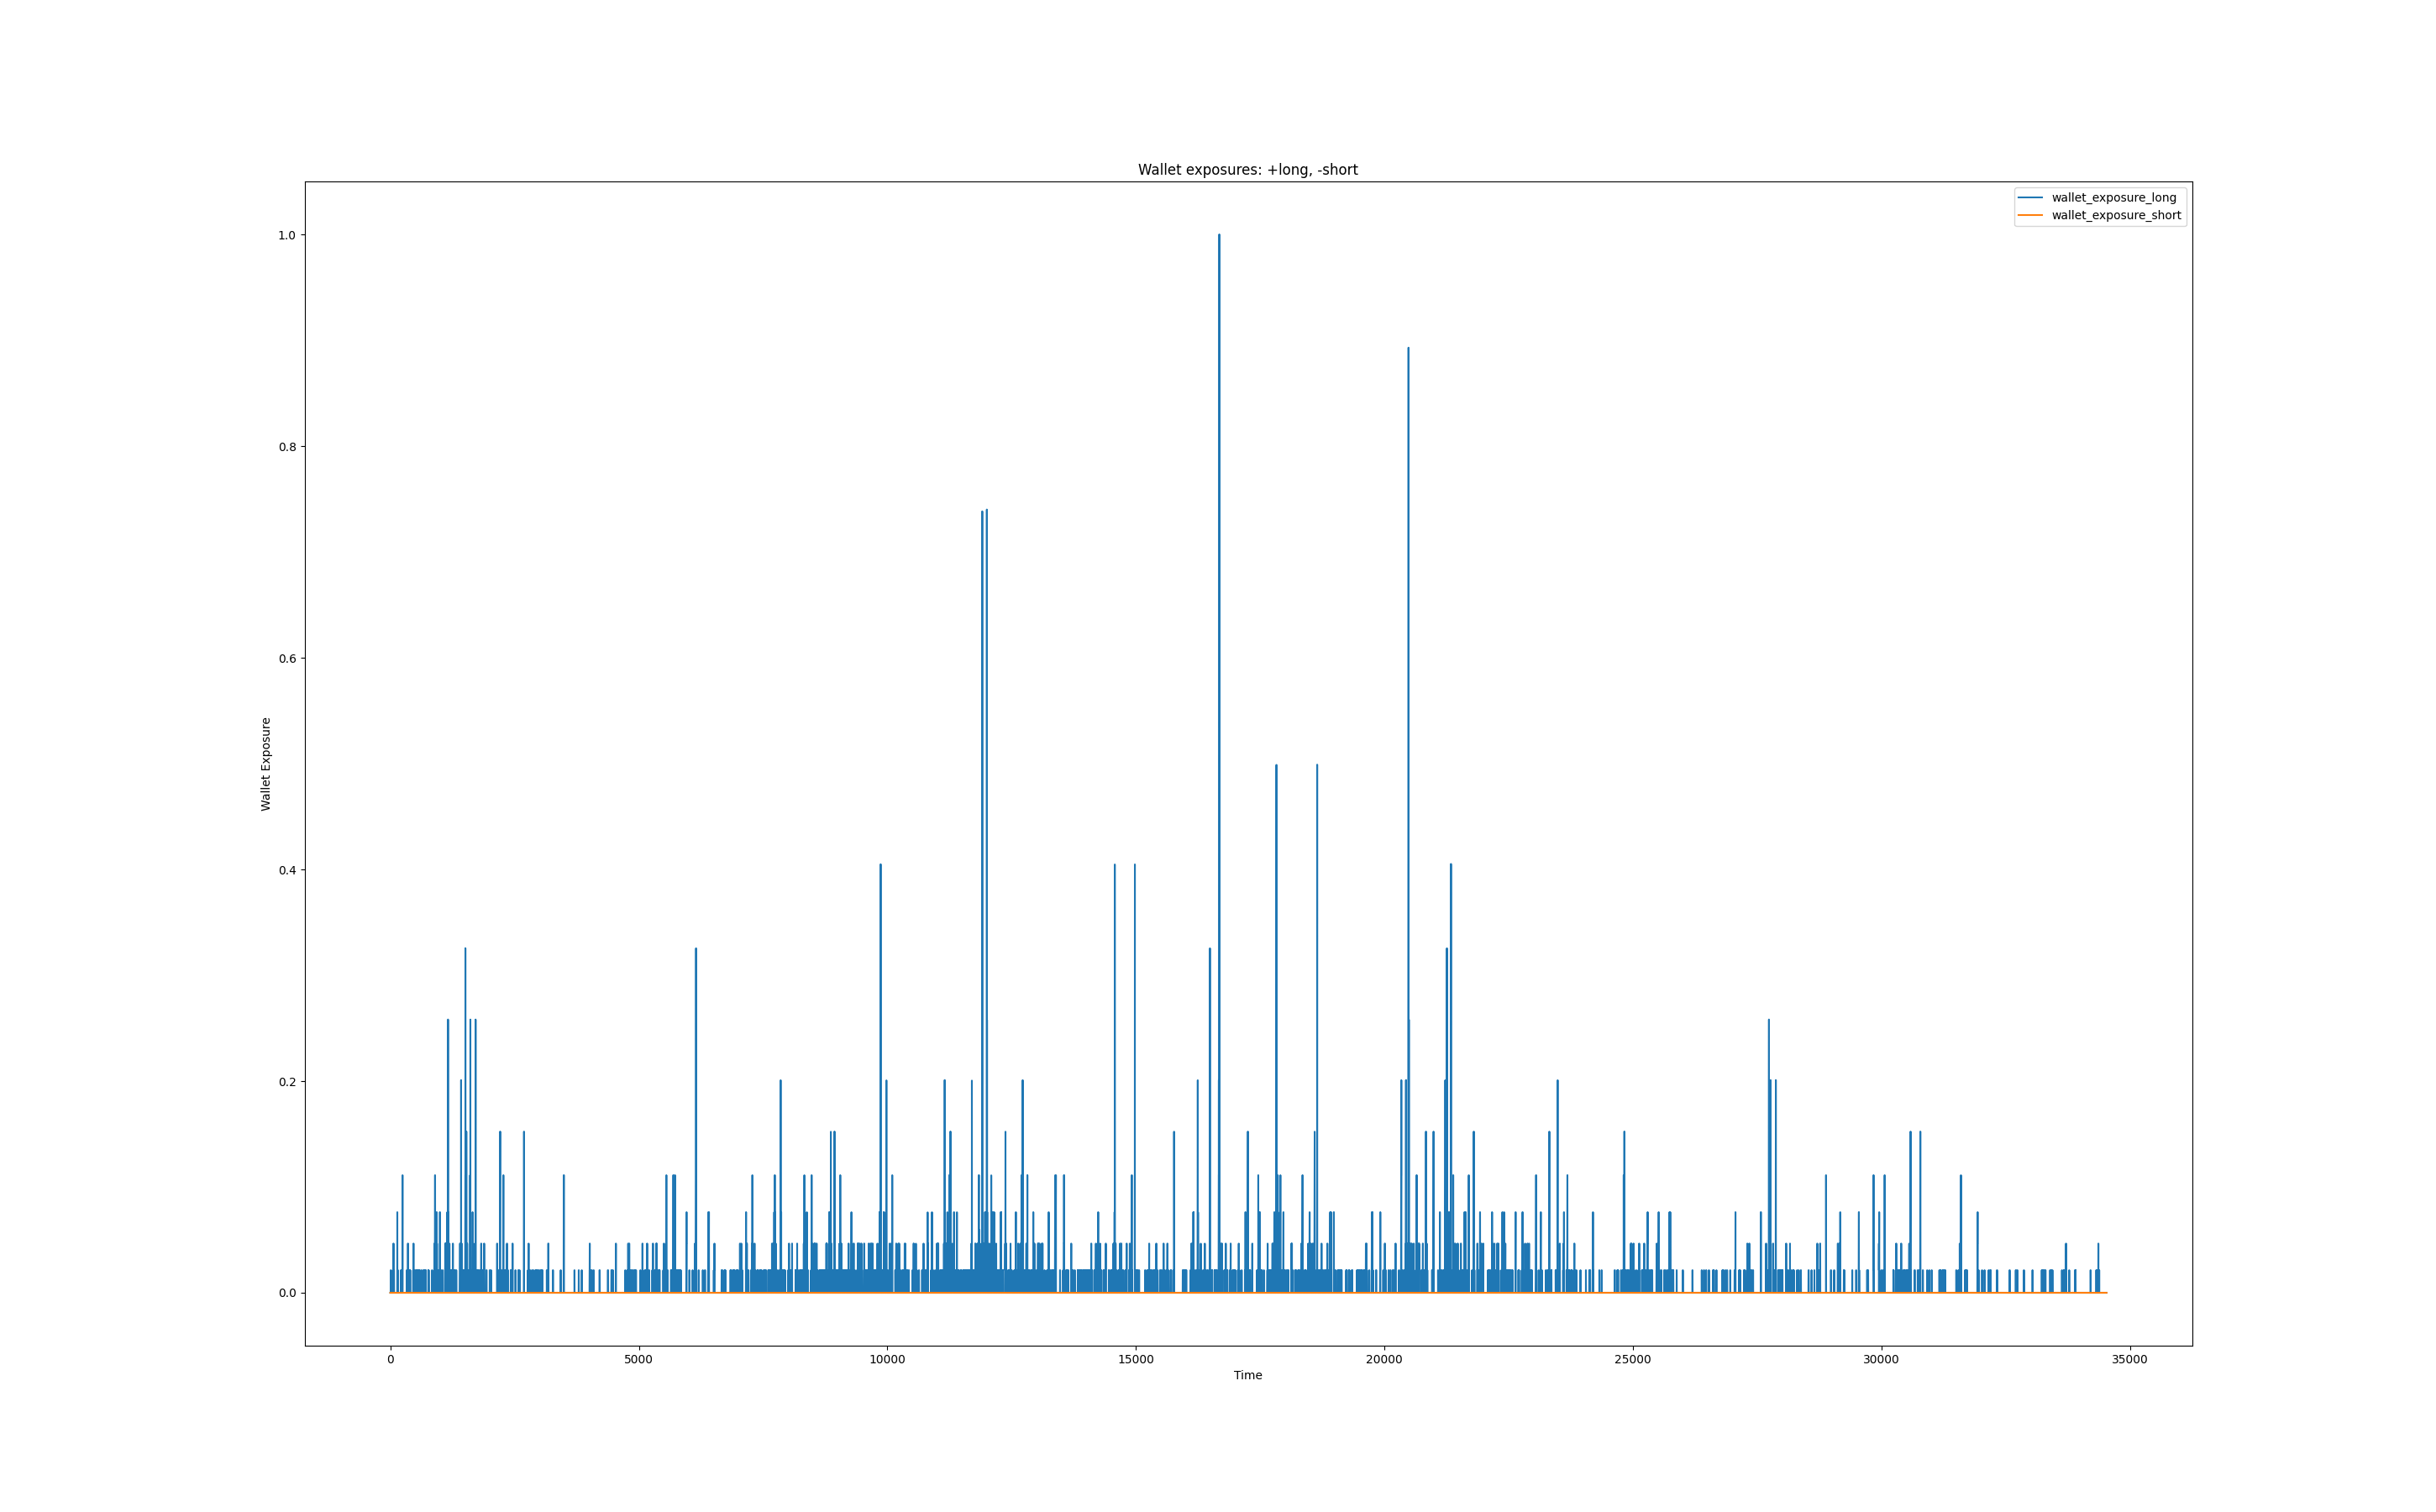 Wallet exposures: +long, -short
wallet_exposure_long
wallet_exposure_short
1.0
0.8
0.6
0.4
0.2
0.0
Wallet Exposure
0 5000 10000 15000 20000 25000 30000 35000
Time